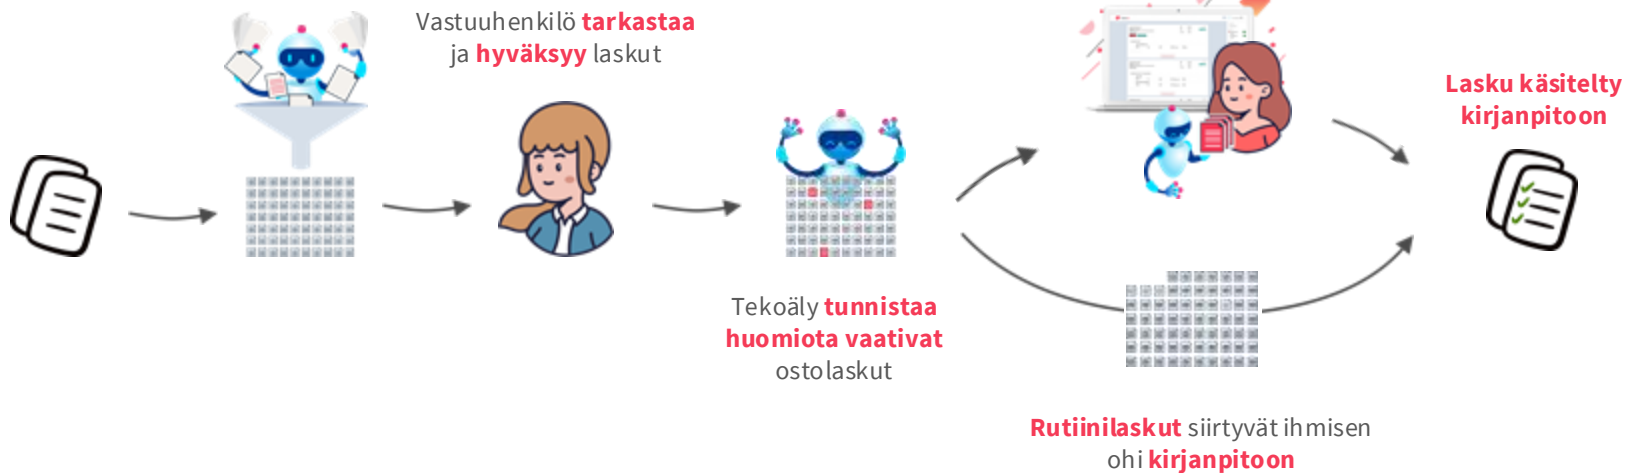 Vastuuhenkilö tarkastaa
ja hyväksyy laskut
Tekoäly tunnistaa
huomiota vaativat
ostolaskut
Rutiinilaskut siirtyvät ihmisen
ohi kirjanpitoon
Lasku käsitelty
kirjanpitoon